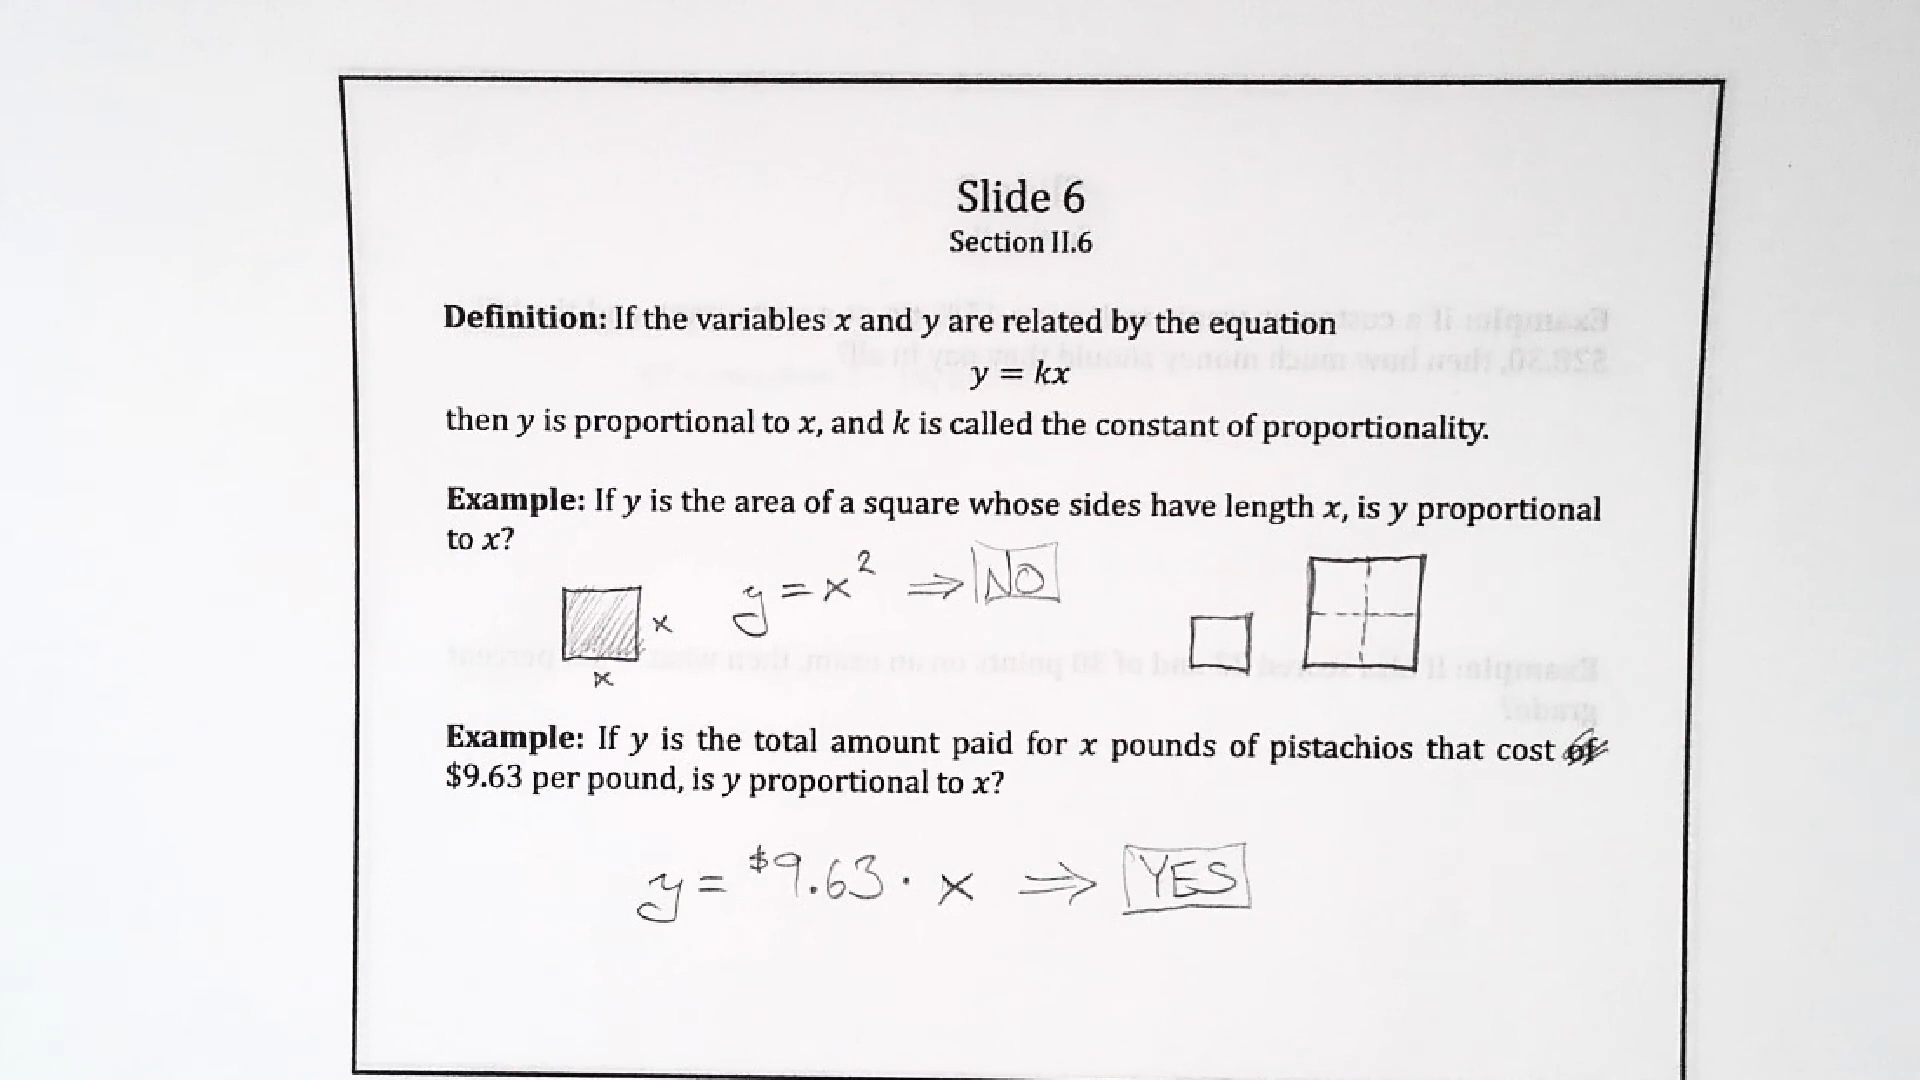 Slide 6
Section II.6
Definition: If the variables x and y are related by the equation
y = kx
then y is proportional to x, and k is called the constant of proportionality.
Example: If y is the area of a square whose sides have length x, is y proportional
to x?
y = x² ⇒ NO
x
x
Example: If y is the total amount paid for x pounds of pistachios that cost of
$9.63 per pound, is y proportional to x?
y = $9.63 · x ⇒ YES